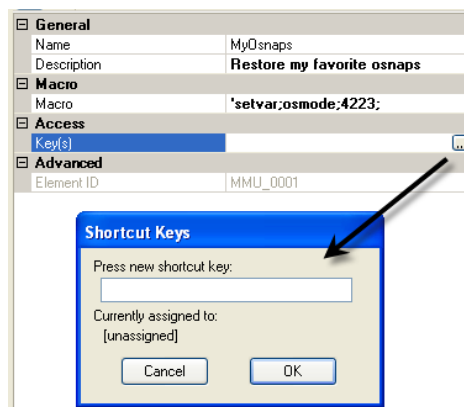 General
Name MyOsnaps
Description Restore my favorite osnaps
Macro
Macro 'setvar;osmode;4223;
Access
Key(s) ...
Advanced
Element ID MMU_0001
Shortcut Keys
Press new shortcut key:
Currently assigned to:
[unassigned]
Cancel OK